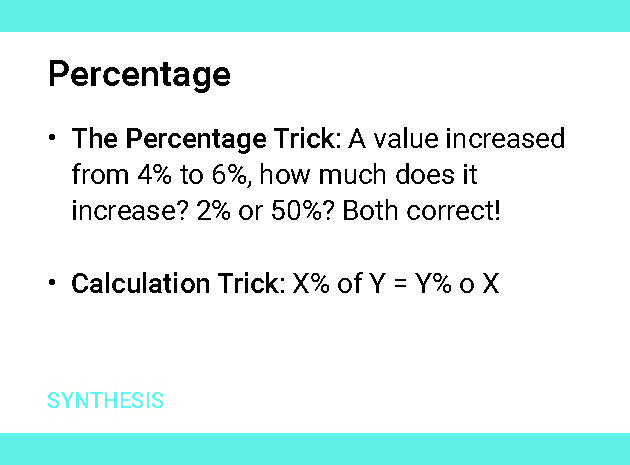 Percentage
• The Percentage Trick: A value increased
from 4% to 6%, how much does it
increase? 2% or 50%? Both correct!
• Calculation Trick: X% of Y = Y% o X
SYNTHESIS